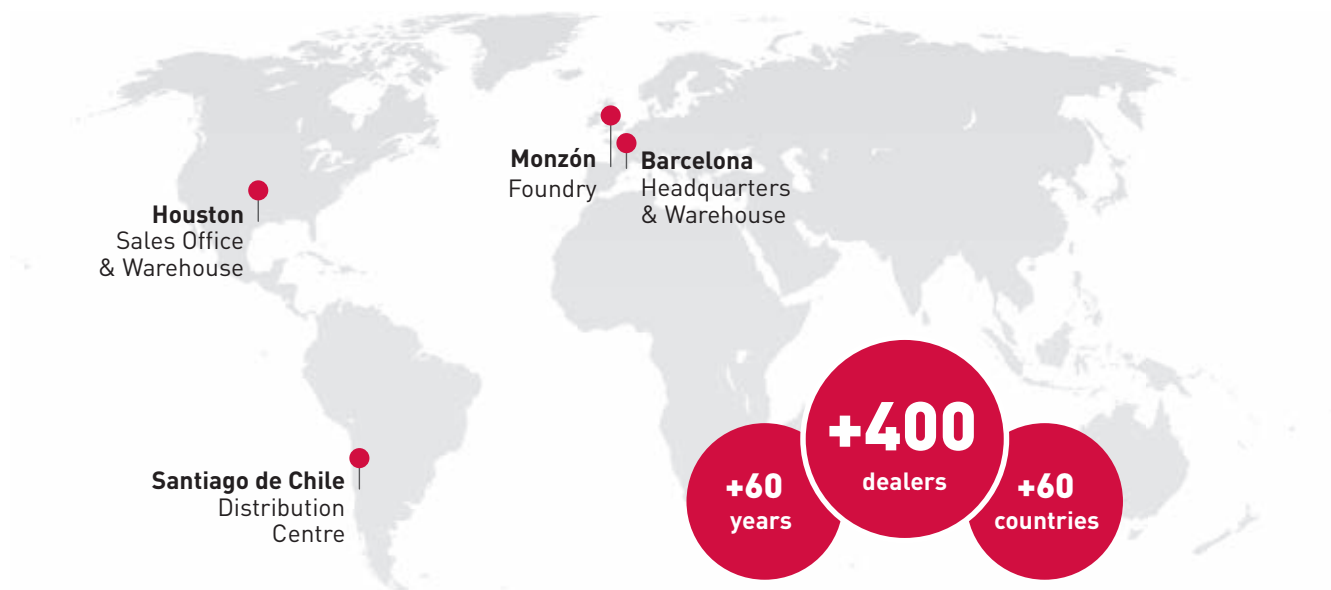 Monzón
Foundry
Barcelona
Headquarters
& Warehouse
Houston
Sales Office
& Warehouse
Santiago de Chile
Distribution
Centre
+60
years
+400
dealers
+60
countries